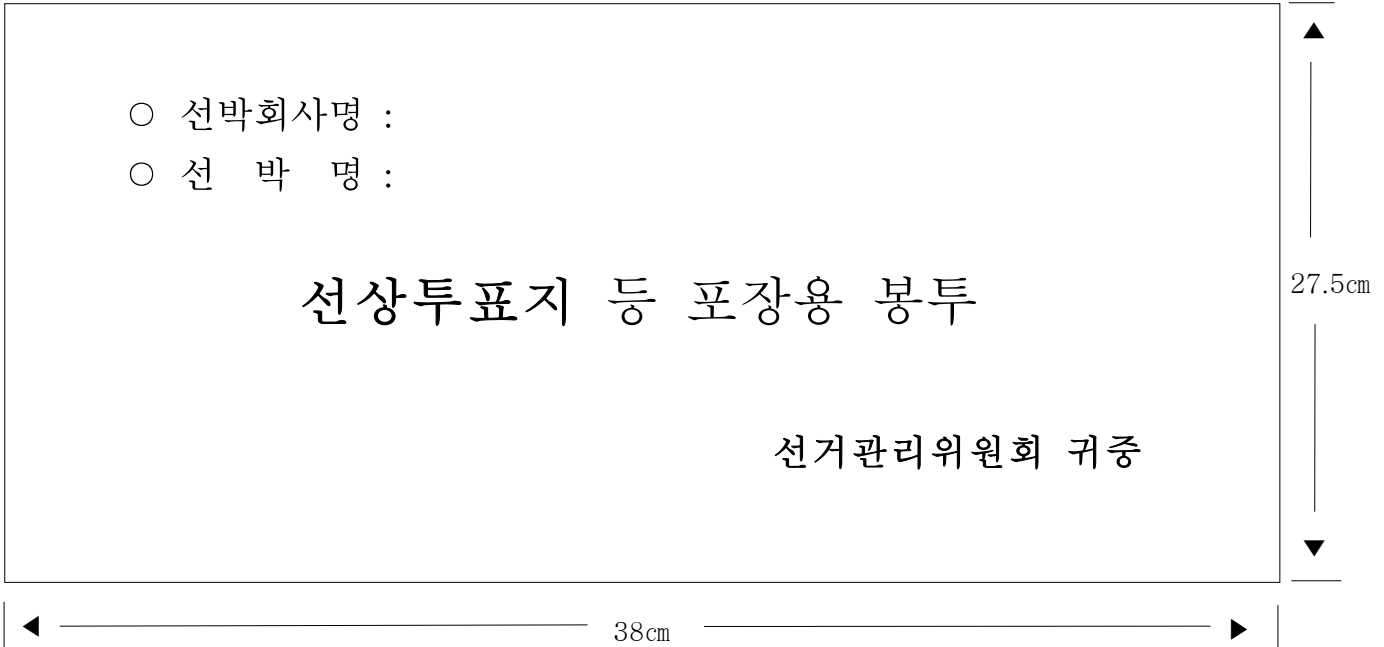 ○ 선박회사명 :
○ 선 박 명 :
선상투표지 등 포장용 봉투
27.5㎝
선거관리위원회 귀중
38㎝